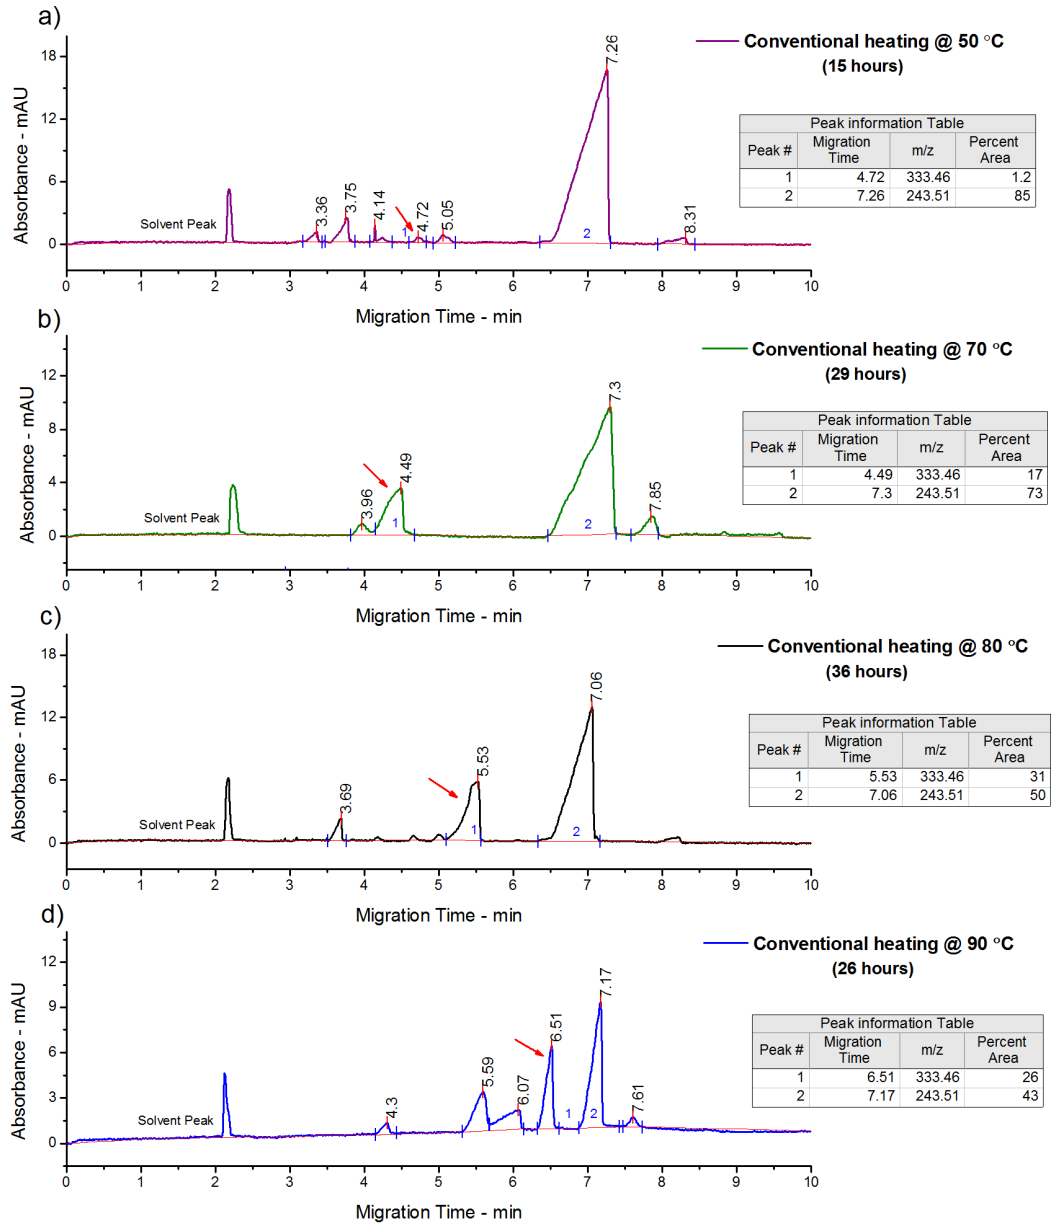 a)
Conventional heating @ 50 °C
(15 hours)
Peak information Table
Peak # Migration Time m/z Percent Area
1 4.72 333.46 1.2
2 7.26 243.51 85
Absorbance - mAU
18
12
6
0
Solvent Peak
3.36
3.75
4.14
1
4.72
5.05
2
7.26
8.31
0 1 2 3 4 5 6 7 8 9 10
Migration Time - min
b)
Conventional heating @ 70 °C
(29 hours)
Peak information Table
Peak # Migration Time m/z Percent Area
1 4.49 333.46 17
2 7.3 243.51 73
Absorbance - mAU
12
8
4
0
Solvent Peak
3.96
1
4.49
2
7.3
7.85
0 1 2 3 4 5 6 7 8 9 10
Migration Time - min
c)
Conventional heating @ 80 °C
(36 hours)
Peak information Table
Peak # Migration Time m/z Percent Area
1 5.53 333.46 31
2 7.06 243.51 50
Absorbance - mAU
18
12
6
0
Solvent Peak
3.69
1
5.53
2
7.06
0 1 2 3 4 5 6 7 8 9 10
Migration Time - min
d)
Conventional heating @ 90 °C
(26 hours)
Peak information Table
Peak # Migration Time m/z Percent Area
1 6.51 333.46 26
2 7.17 243.51 43
Absorbance - mAU
12
9
6
3
0
Solvent Peak
4.3
5.59
6.07
6.51
1
2
7.17
7.61
0 1 2 3 4 5 6 7 8 9 10
Migration Time - min